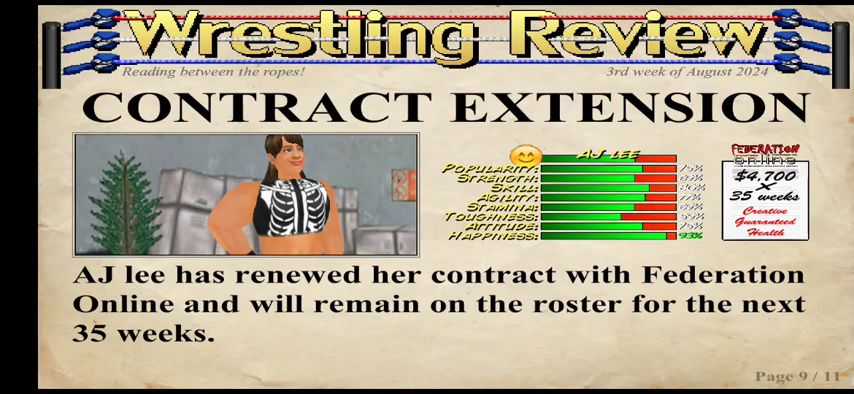 Wrestling Review
Reading between the ropes!
3rd week of August 2024
CONTRACT EXTENSION
AJ LEE
POPULARITY:
STRENGTH:
SKILL:
AGILITY:
STAMINA:
TOUGHNESS:
ATTITUDE:
HAPPINESS: 93%
FEDERATION
online
$4,700
X
35 weeks
Creative
Guaranteed
Health
AJ lee has renewed her contract with Federation
Online and will remain on the roster for the next
35 weeks.
Page 9 / 11